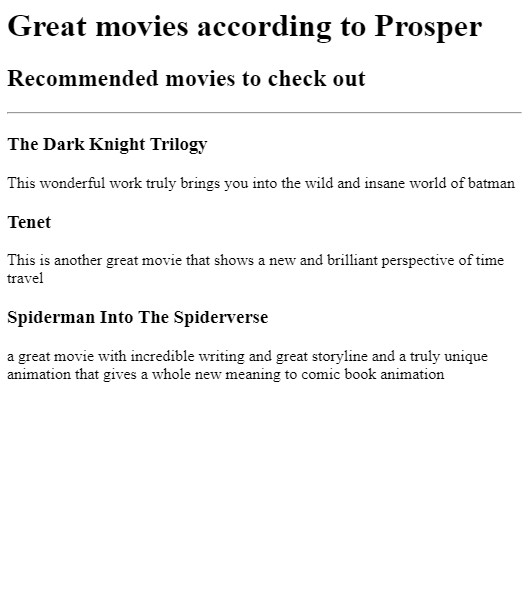 Great movies according to Prosper
Recommended movies to check out
The Dark Knight Trilogy
This wonderful work truly brings you into the wild and insane world of batman
Tenet
This is another great movie that shows a new and brilliant perspective of time
travel
Spiderman Into The Spiderverse
a great movie with incredible writing and great storyline and a truly unique
animation that gives a whole new meaning to comic book animation